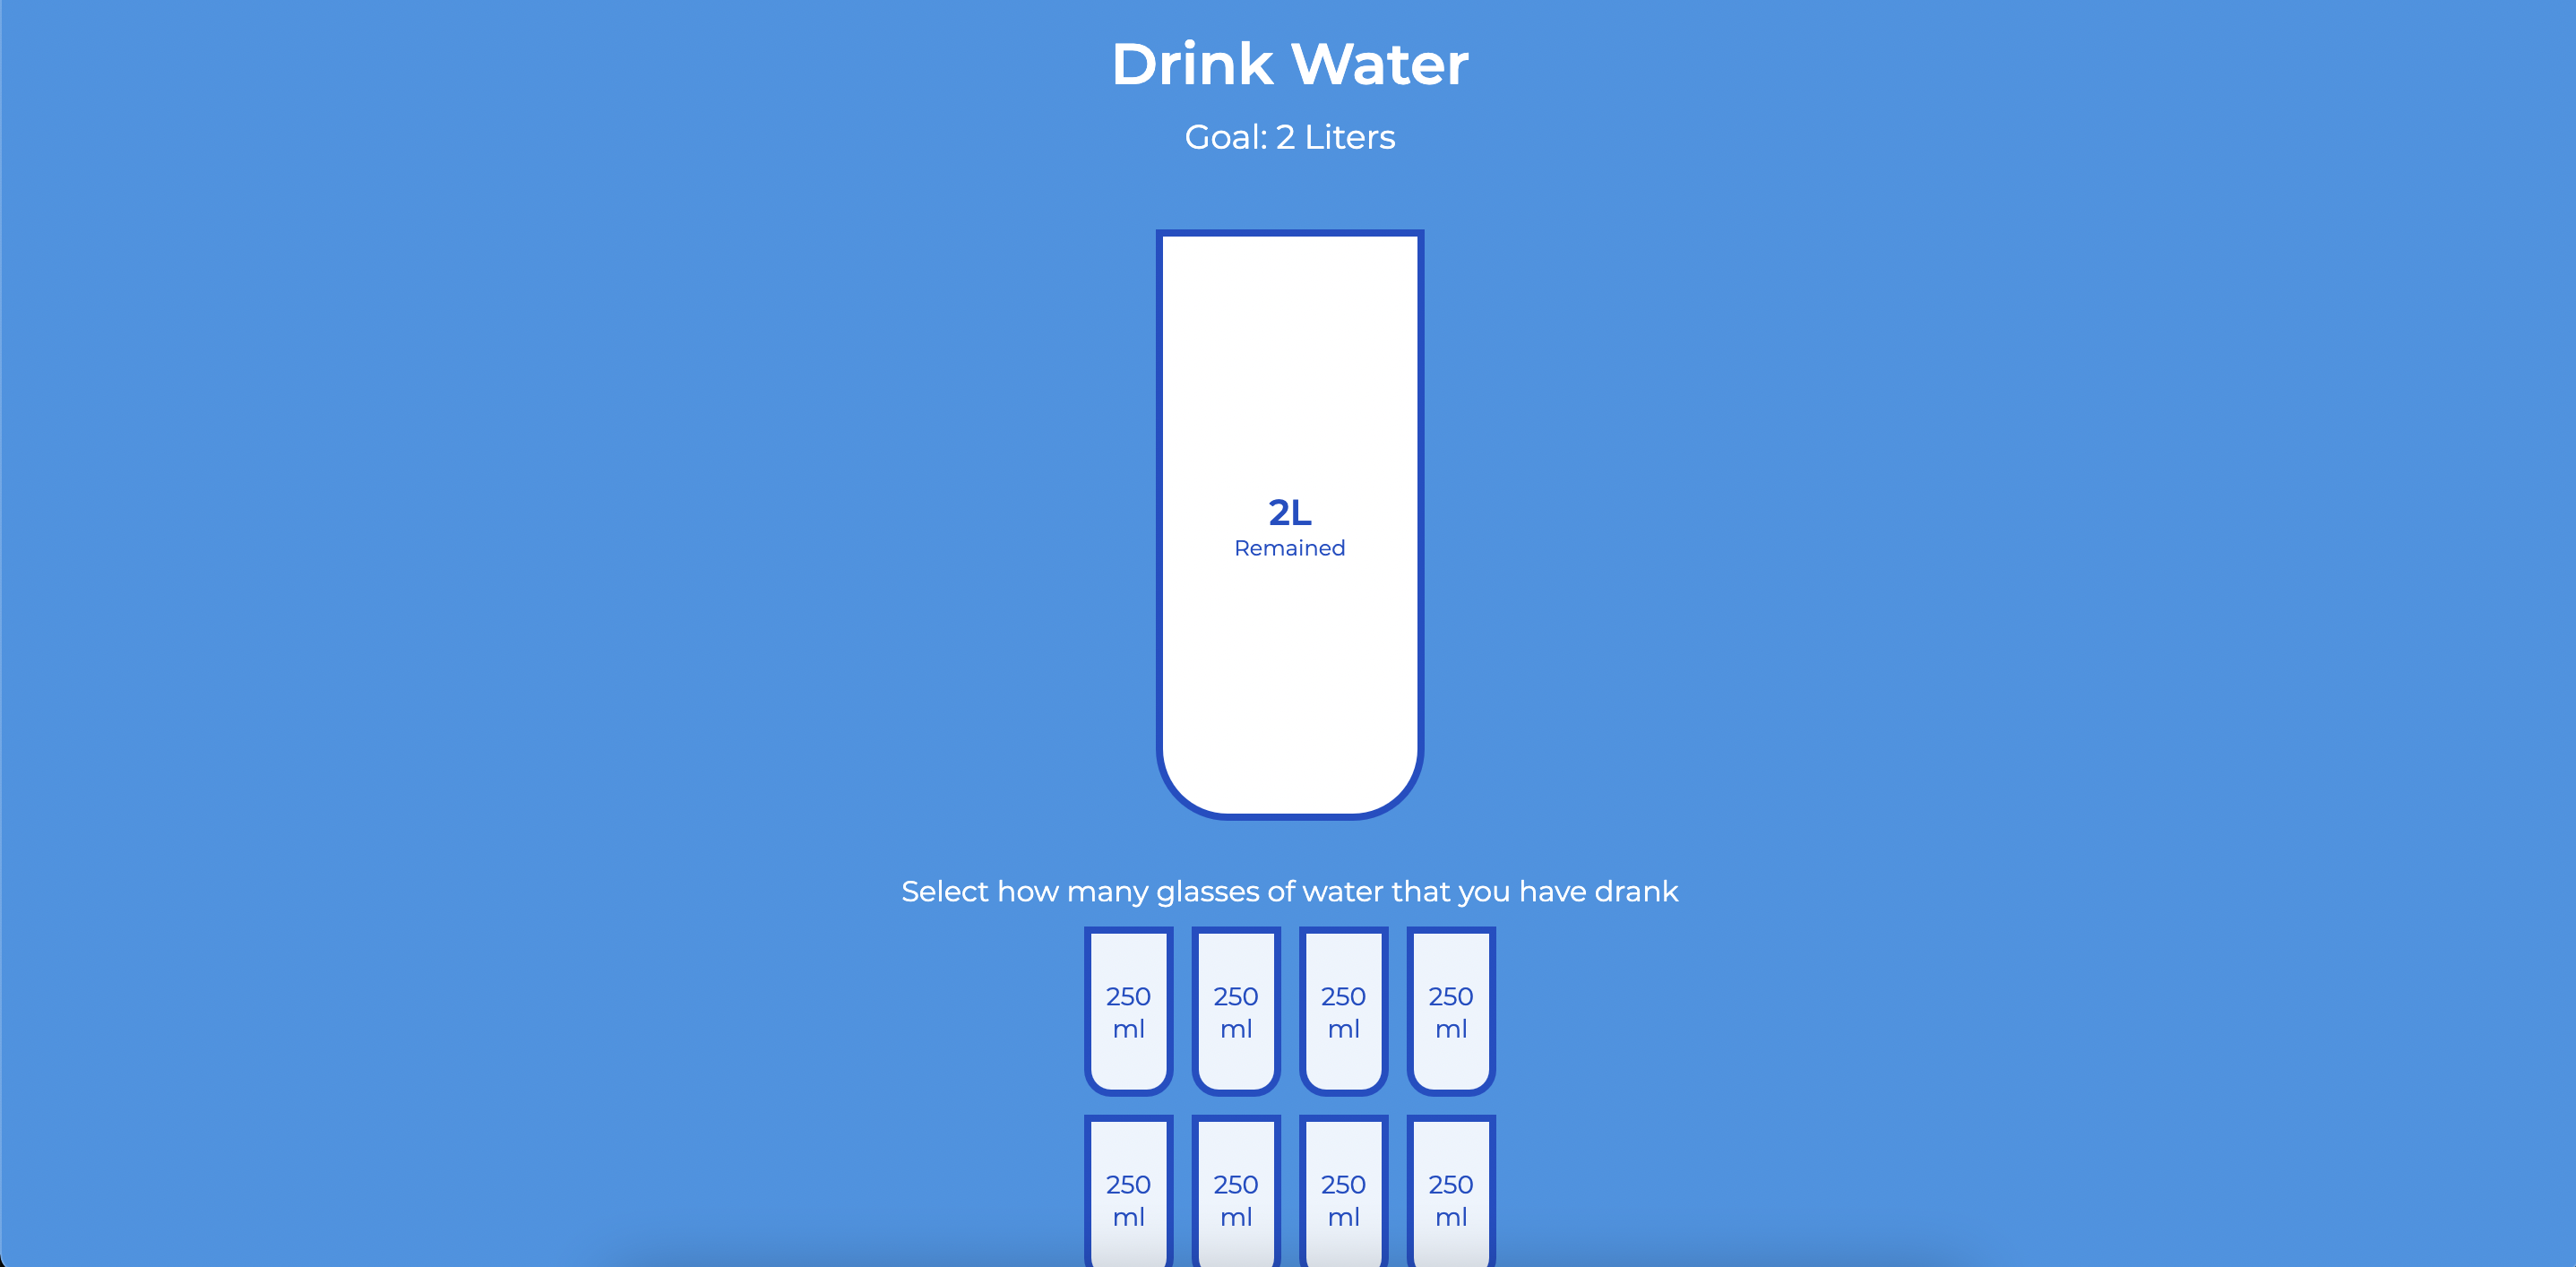 Drink Water
Goal: 2 Liters
2L
Remained
Select how many glasses of water that you have drank
250 250 250 250
ml ml ml ml
250 250 250 250
ml ml ml ml